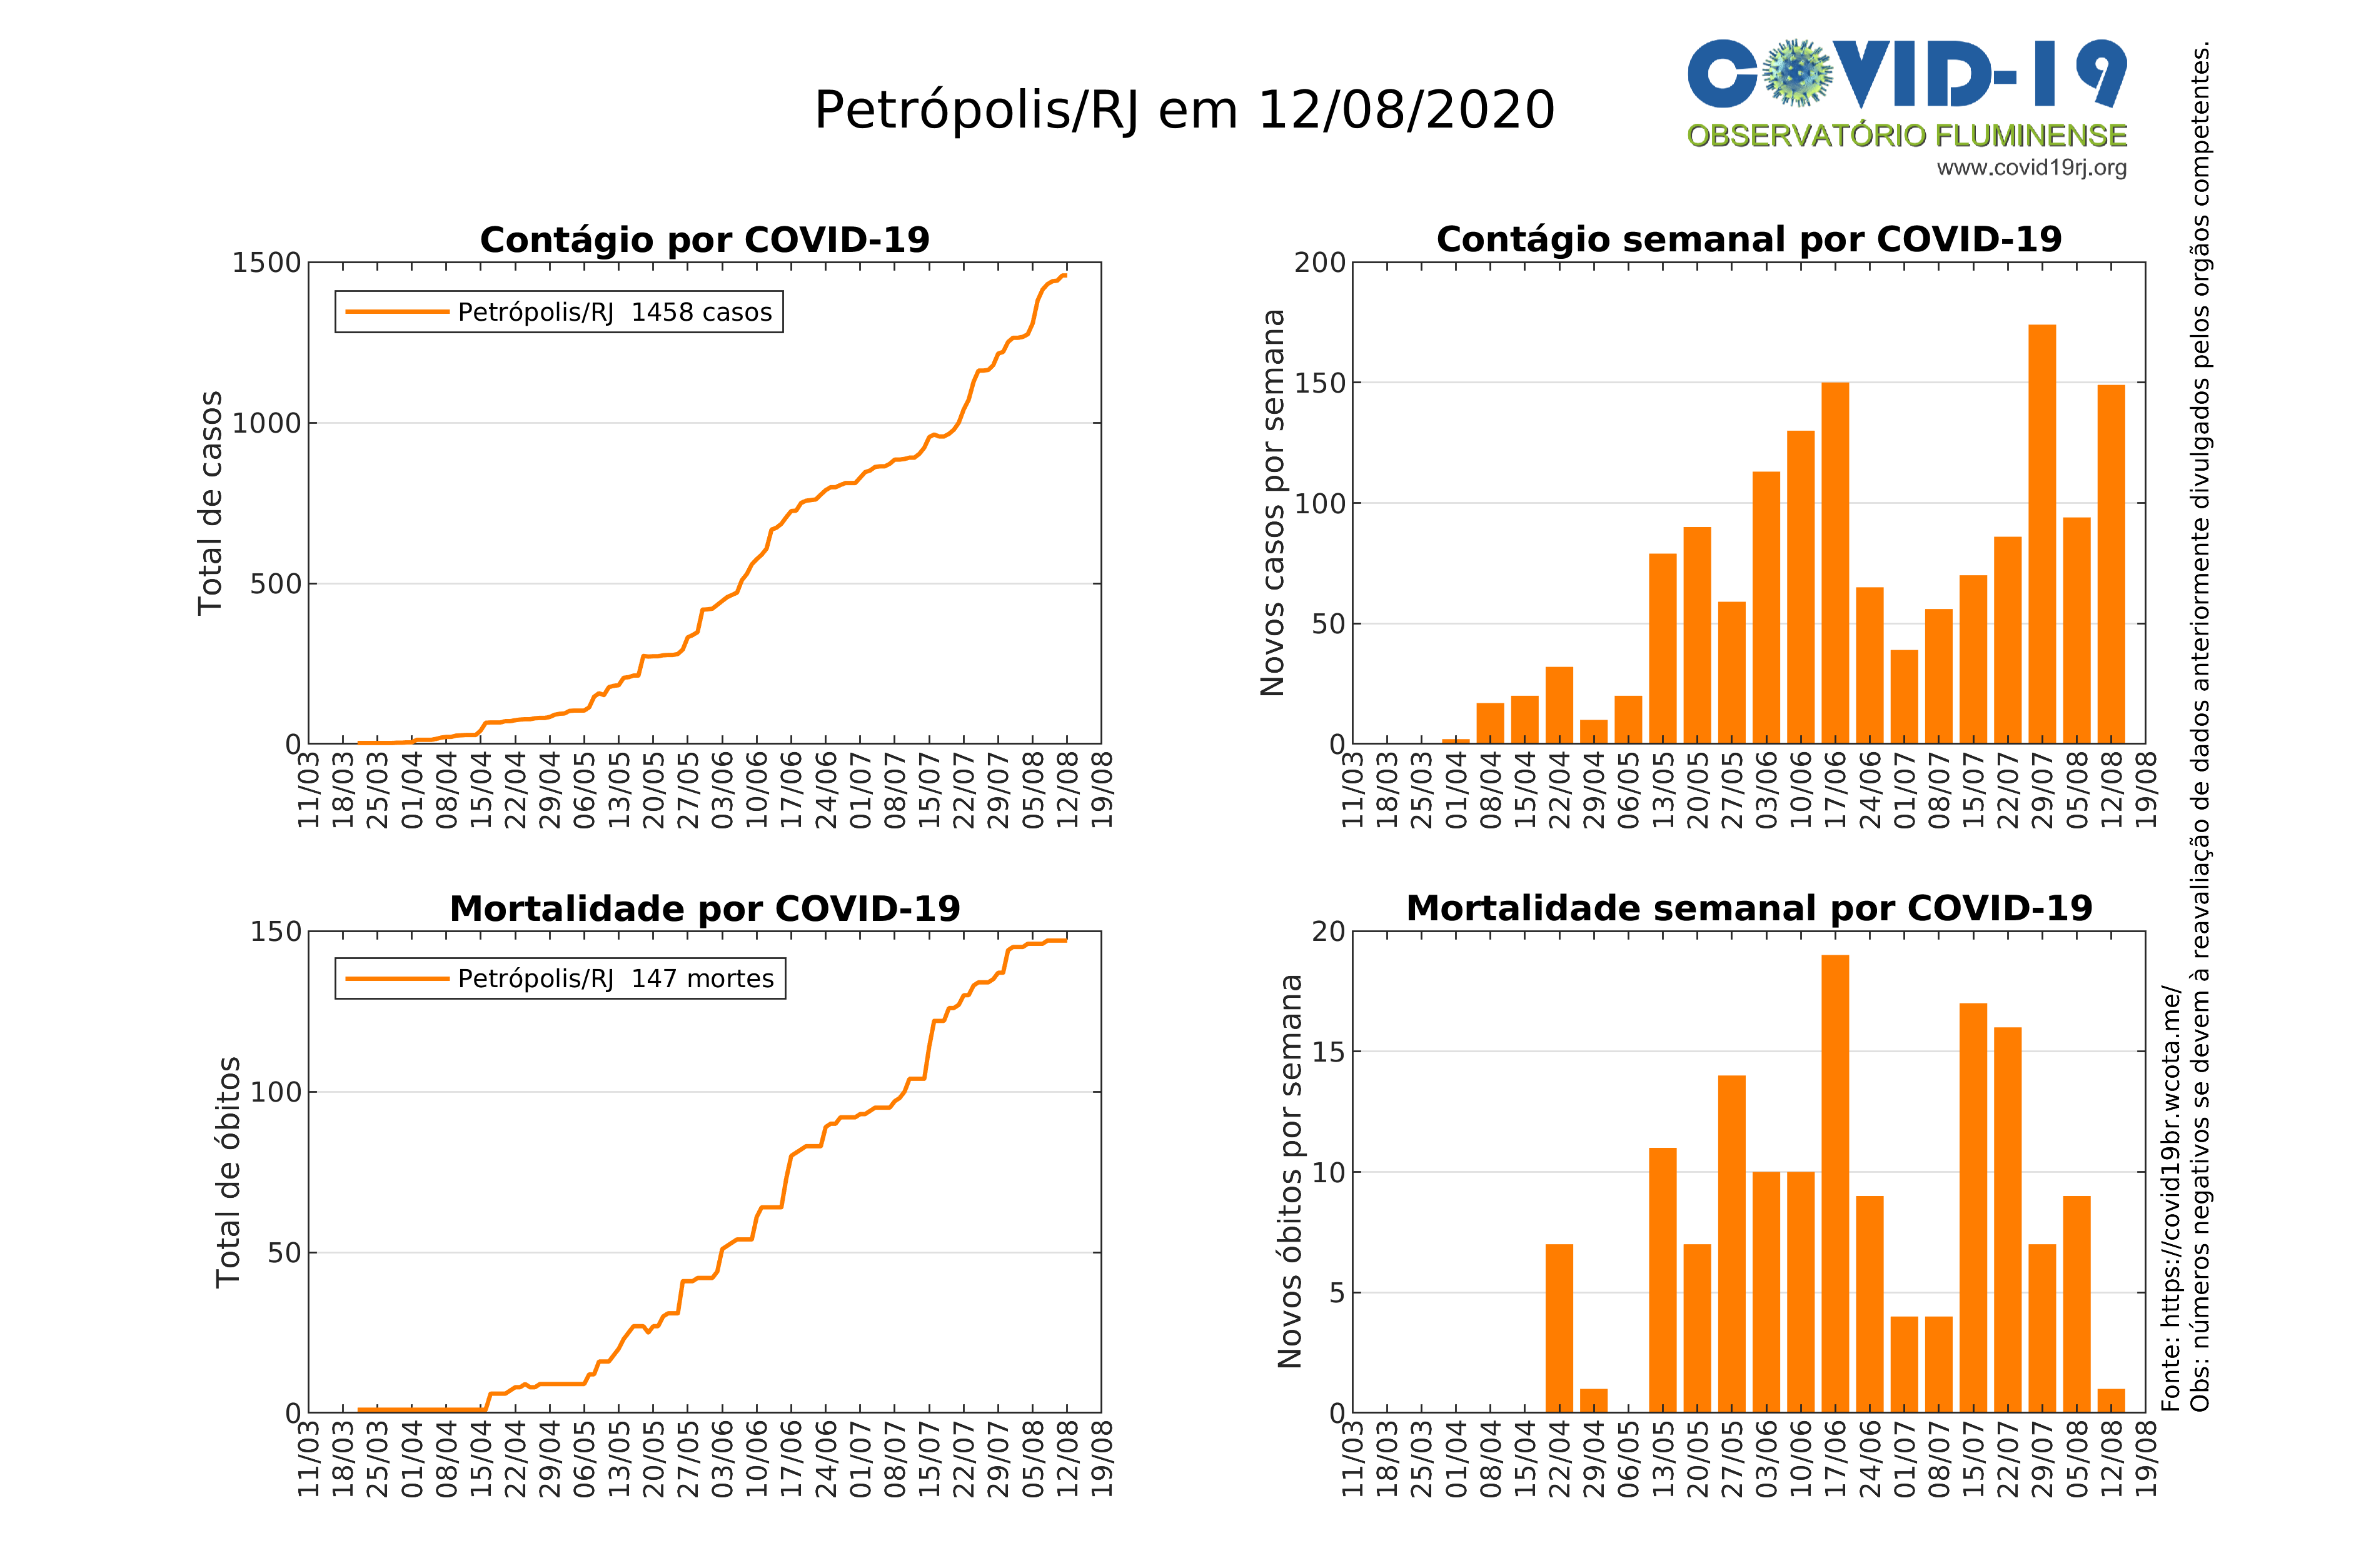 Petrópolis/RJ em 12/08/2020
COVID-19
OBSERVATÓRIO FLUMINENSE
www.covid19rj.org
Contágio por COVID-19
Total de casos
1500
1000
500
0
Petrópolis/RJ 1458 casos
11/03 18/03 25/03 01/04 08/04 15/04 22/04 29/04 06/05 13/05 20/05 27/05 03/06 10/06 17/06 24/06 01/07 08/07 15/07 22/07 29/07 05/08 12/08 19/08
Contágio semanal por COVID-19
Novos casos por semana
200
150
100
50
0
11/03 18/03 25/03 01/04 08/04 15/04 22/04 29/04 06/05 13/05 20/05 27/05 03/06 10/06 17/06 24/06 01/07 08/07 15/07 22/07 29/07 05/08 12/08 19/08
Mortalidade por COVID-19
Total de óbitos
150
100
50
0
Petrópolis/RJ 147 mortes
11/03 18/03 25/03 01/04 08/04 15/04 22/04 29/04 06/05 13/05 20/05 27/05 03/06 10/06 17/06 24/06 01/07 08/07 15/07 22/07 29/07 05/08 12/08 19/08
Mortalidade semanal por COVID-19
Novos óbitos por semana
20
15
10
5
0
11/03 18/03 25/03 01/04 08/04 15/04 22/04 29/04 06/05 13/05 20/05 27/05 03/06 10/06 17/06 24/06 01/07 08/07 15/07 22/07 29/07 05/08 12/08 19/08
Fonte: https://covid19br.wcota.me/
Obs: números negativos se devem à reavaliação de dados anteriormente divulgados pelos orgãos competentes.